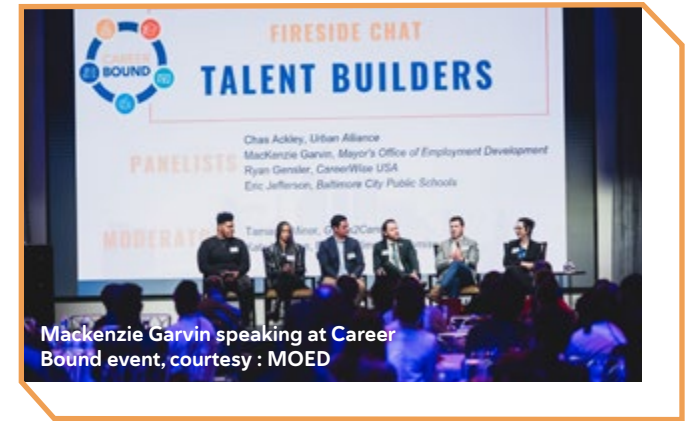 FIRESIDE CHAT
CAREER
BOUND
TALENT BUILDERS
PANELISTS
Chas Ackley, Urban Alliance
MacKenzie Garvin, Mayor's Office of Employment Development
Ryan Gensler, CareerWise USA
Eric Jefferson, Baltimore City Public Schools
Mackenzie Garvin speaking at Career
Bound event, courtesy : MOED